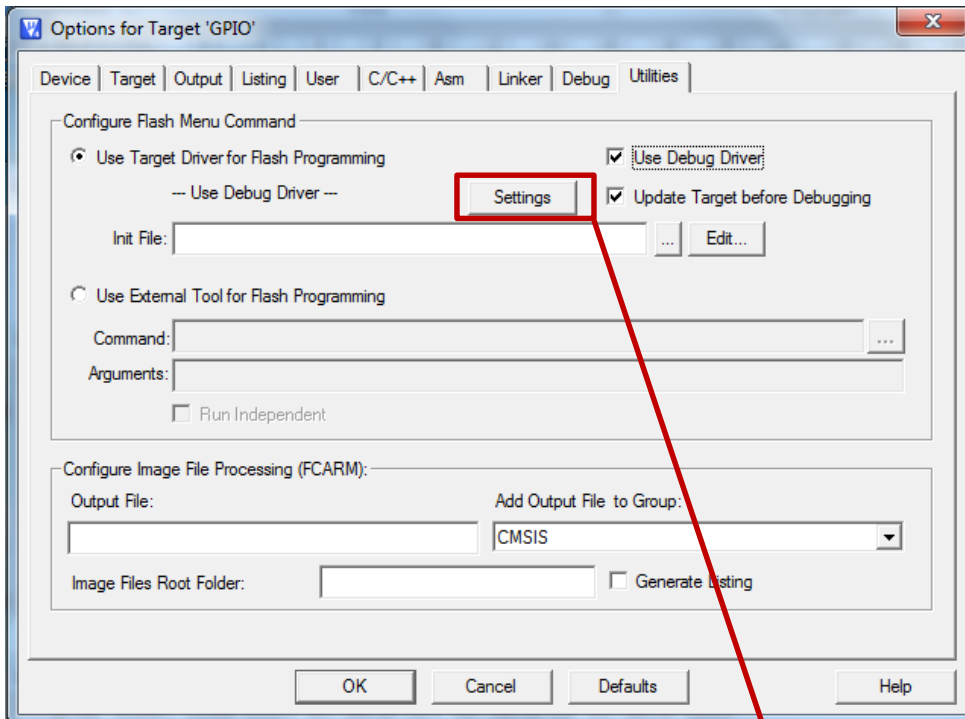 Options for Target 'GPIO'
Device Target Output Listing User C/C++ Asm Linker Debug Utilities
Configure Flash Menu Command
Use Target Driver for Flash Programming Use Debug Driver
--- Use Debug Driver --- Settings Update Target before Debugging
Init File: ... Edit...
Use External Tool for Flash Programming
Command: ...
Arguments:
Run Independent
Configure Image File Processing (FCARM):
Output File: Add Output File to Group:
CMSIS
Image Files Root Folder: Generate Listing
OK Cancel Defaults Help